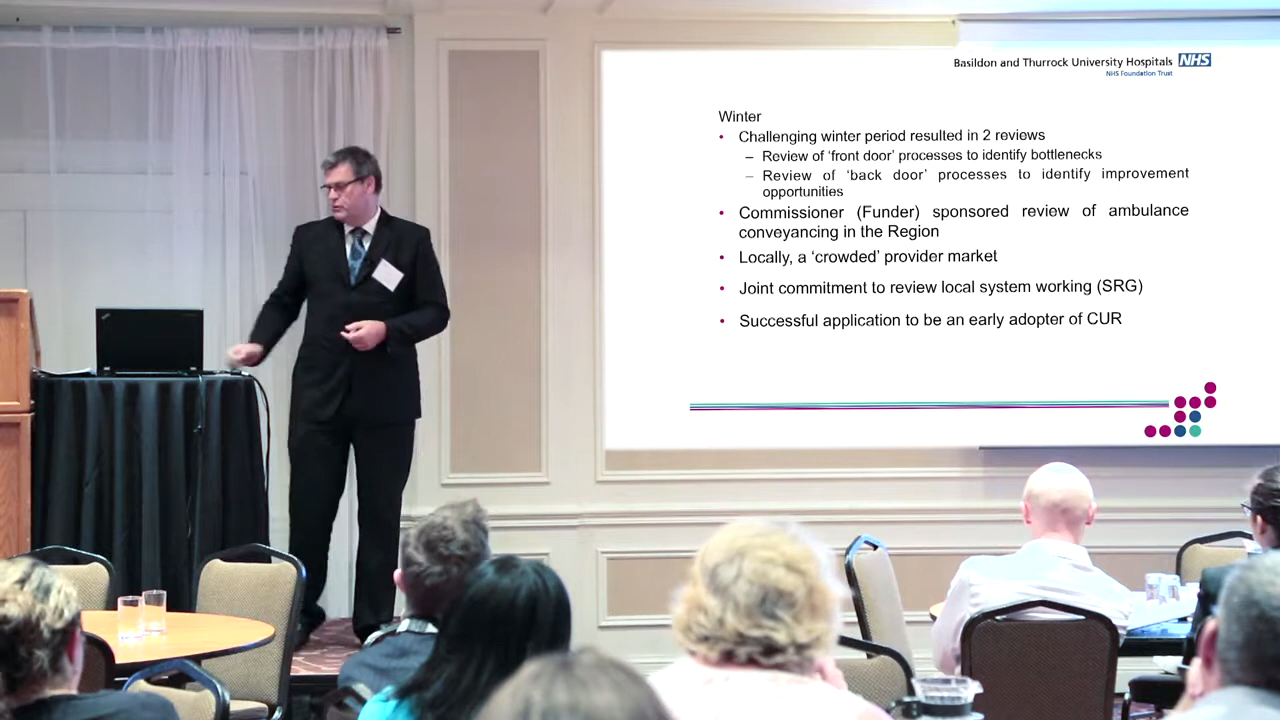 Basildon and Thurrock University Hospitals NHS
NHS Foundation Trust
Winter
• Challenging winter period resulted in 2 reviews
– Review of ‘front door’ processes to identify bottlenecks
– Review of ‘back door’ processes to identify improvement
opportunities
• Commissioner (Funder) sponsored review of ambulance
conveyancing in the Region
• Locally, a ‘crowded’ provider market
• Joint commitment to review local system working (SRG)
• Successful application to be an early adopter of CUR